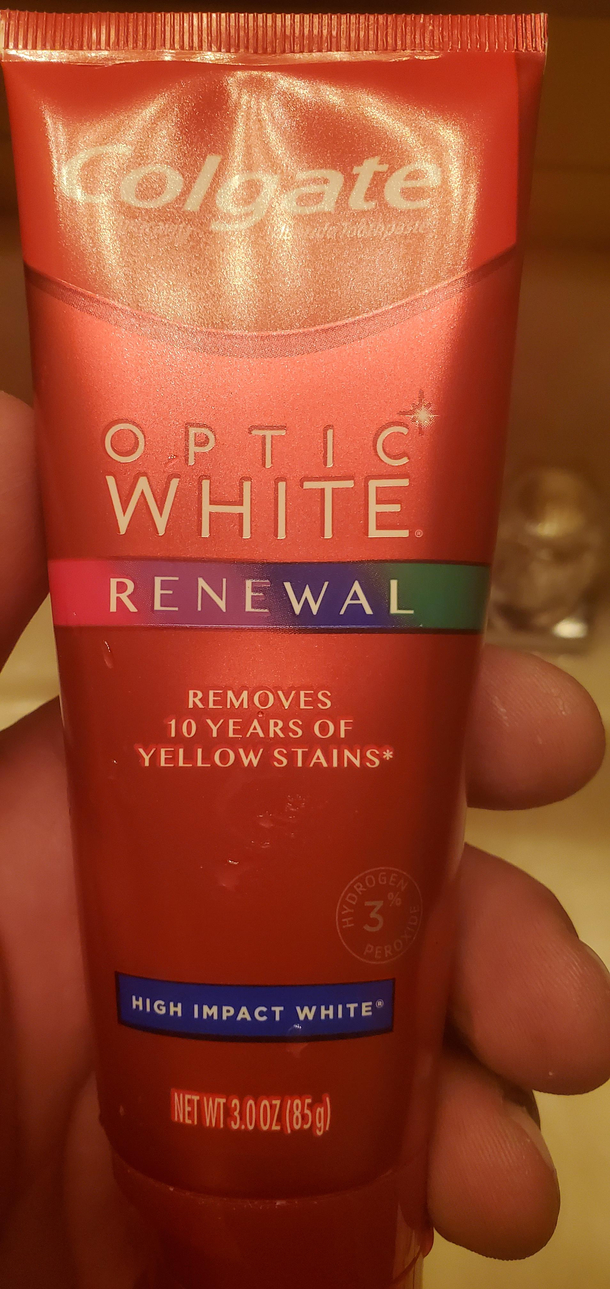 Colgate
Toothpaste
OPTIC
WHITE®
RENEWAL
REMOVES
10 YEARS OF
YELLOW STAINS*
HYDROGEN
3%
PEROXIDE
HIGH IMPACT WHITE®
NET WT 3.0 OZ (85 g)